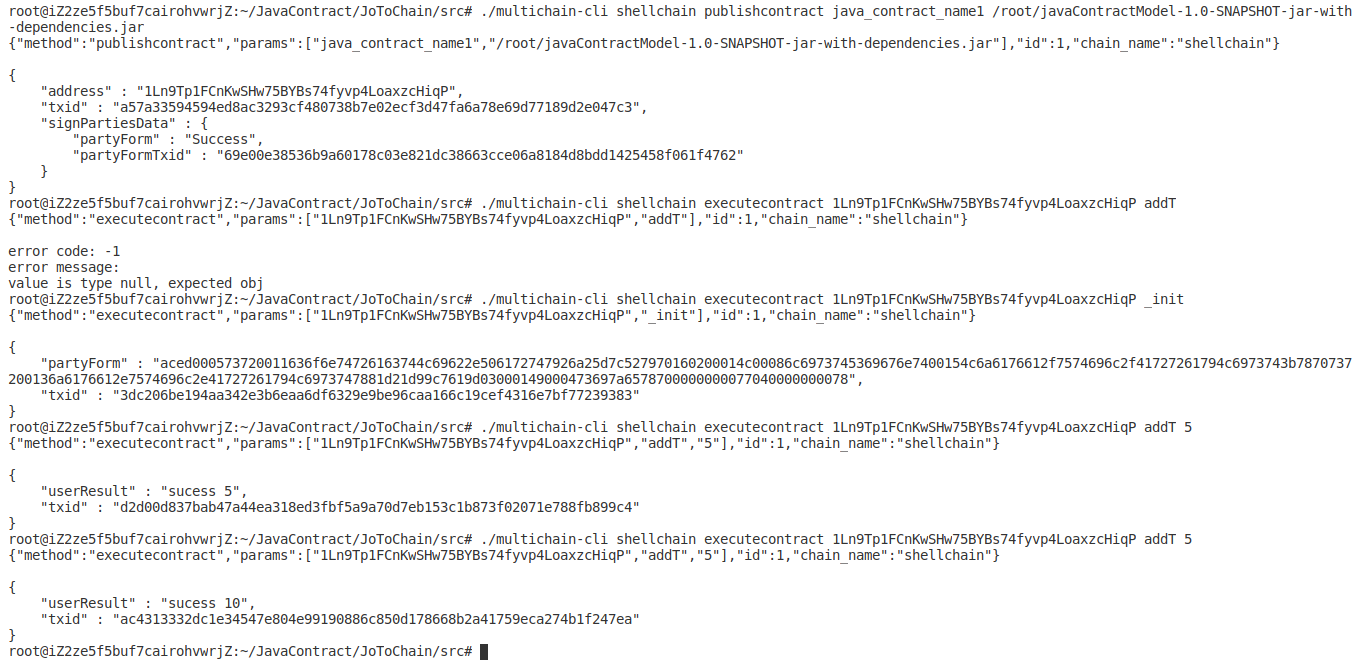 root@iZ2ze5f5buf7cairohvwrjZ:~/JavaContract/JoToChain/src# ./multichain-cli shellchain publishcontract java_contract_name1 /root/javaContractModel-1.0-SNAPSHOT-jar-with
-dependencies.jar
{"method":"publishcontract","params":["java_contract_name1","/root/javaContractModel-1.0-SNAPSHOT-jar-with-dependencies.jar"],"id":1,"chain_name":"shellchain"}
{
    "address" : "1Ln9Tp1FCnKwSHw75BYBs74fyvp4LoaxzcHiqP",
    "txid" : "a57a33594594ed8ac3293cf480738b7e02ecf3d47fa6a78e69d77189d2e047c3",
    "signPartiesData" : {
        "partyForm" : "Success",
        "partyFormTxid" : "69e00e38536b9a60178c03e821dc38663cce06a8184d8bdd1425458f061f4762"
    }
}
root@iZ2ze5f5buf7cairohvwrjZ:~/JavaContract/JoToChain/src# ./multichain-cli shellchain executecontract 1Ln9Tp1FCnKwSHw75BYBs74fyvp4LoaxzcHiqP addT
{"method":"executecontract","params":["1Ln9Tp1FCnKwSHw75BYBs74fyvp4LoaxzcHiqP","addT"],"id":1,"chain_name":"shellchain"}
error code: -1
error message:
value is type null, expected obj
root@iZ2ze5f5buf7cairohvwrjZ:~/JavaContract/JoToChain/src# ./multichain-cli shellchain executecontract 1Ln9Tp1FCnKwSHw75BYBs74fyvp4LoaxzcHiqP _init
{"method":"executecontract","params":["1Ln9Tp1FCnKwSHw75BYBs74fyvp4LoaxzcHiqP","_init"],"id":1,"chain_name":"shellchain"}
{
    "partyForm" : "aced000573720011636f6e74726163744c69622e506172747926a25d7c527970160200014c00086c6973745369676e7400154c6a6176612f7574696c2f41727261794c6973743b7870737
200136a6176612e7574696c2e41727261794c6973747881d21d99c7619d03000149000473697a65787000000000077040000000078",
    "txid" : "3dc206be194aa342e3b6eaa6df6329e9be96caa166c19cef4316e7bf77239383"
}
root@iZ2ze5f5buf7cairohvwrjZ:~/JavaContract/JoToChain/src# ./multichain-cli shellchain executecontract 1Ln9Tp1FCnKwSHw75BYBs74fyvp4LoaxzcHiqP addT 5
{"method":"executecontract","params":["1Ln9Tp1FCnKwSHw75BYBs74fyvp4LoaxzcHiqP","addT","5"],"id":1,"chain_name":"shellchain"}
{
    "userResult" : "sucess 5",
    "txid" : "d2d00d837bab47a44ea318ed3fbf5a9a70d7eb153c1b873f02071e788fb899c4"
}
root@iZ2ze5f5buf7cairohvwrjZ:~/JavaContract/JoToChain/src# ./multichain-cli shellchain executecontract 1Ln9Tp1FCnKwSHw75BYBs74fyvp4LoaxzcHiqP addT 5
{"method":"executecontract","params":["1Ln9Tp1FCnKwSHw75BYBs74fyvp4LoaxzcHiqP","addT","5"],"id":1,"chain_name":"shellchain"}
{
    "userResult" : "sucess 10",
    "txid" : "ac4313332dc1e34547e804e99190886c850d178668b2a41759eca274b1f247ea"
}
root@iZ2ze5f5buf7cairohvwrjZ:~/JavaContract/JoToChain/src#